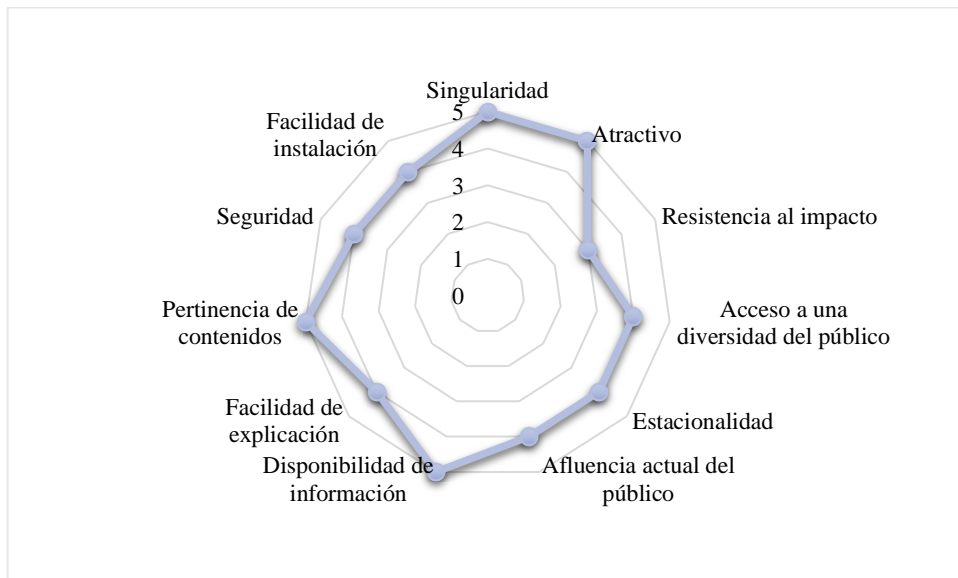 Singularidad
Atractivo
Resistencia al impacto
Acceso a una
diversidad del público
Estacionalidad
Afluencia actual del
público
Disponibilidad de
información
Facilidad de
explicación
Pertinencia de
contenidos
Seguridad
Facilidad de
instalación
5
4
3
2
1
0